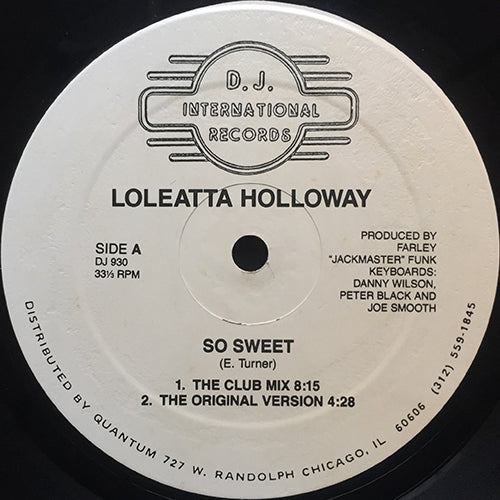 D.J.
INTERNATIONAL
RECORDS
LOLEATTA HOLLOWAY
SIDE A
DJ 930
33⅓ RPM
PRODUCED BY
FARLEY
"JACKMASTER" FUNK
KEYBOARDS:
DANNY WILSON,
PETER BLACK AND
JOE SMOOTH
SO SWEET
(E. Turner)
1. THE CLUB MIX 8:15
2. THE ORIGINAL VERSION 4:28
DISTRIBUTED BY QUANTUM 727 W. RANDOLPH CHICAGO, IL 60606 (312) 559-1845